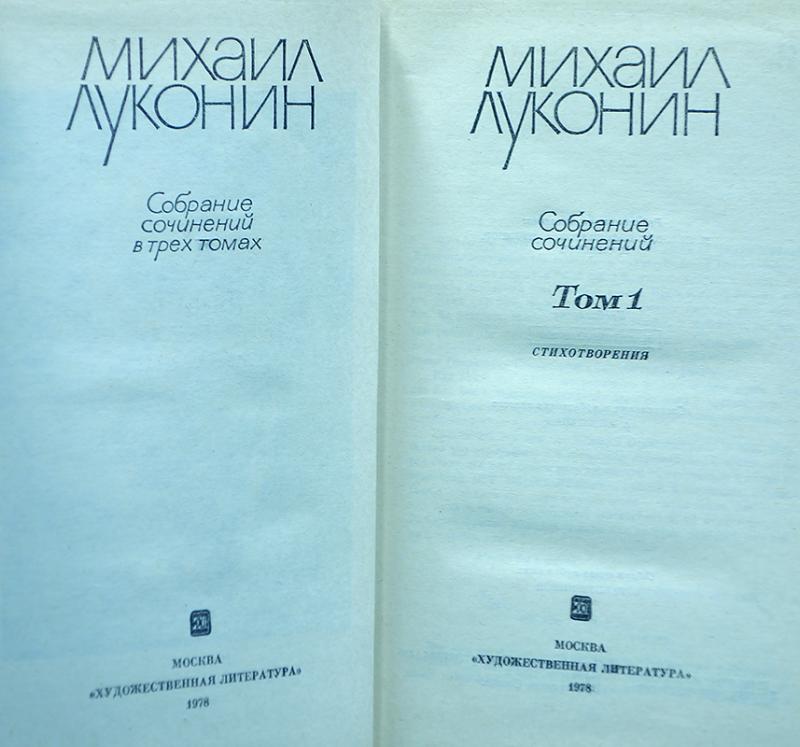 МИХАИЛ
ЛУКОНИН
Собрание
сочинений
в трех томах
МОСКВА
«ХУДОЖЕСТВЕННАЯ ЛИТЕРАТУРА»
1978
МИХАИЛ
ЛУКОНИН
Собрание
сочинений
Том 1
СТИХОТВОРЕНИЯ
МОСКВА
«ХУДОЖЕСТВЕННАЯ ЛИТЕРАТУРА»
1978